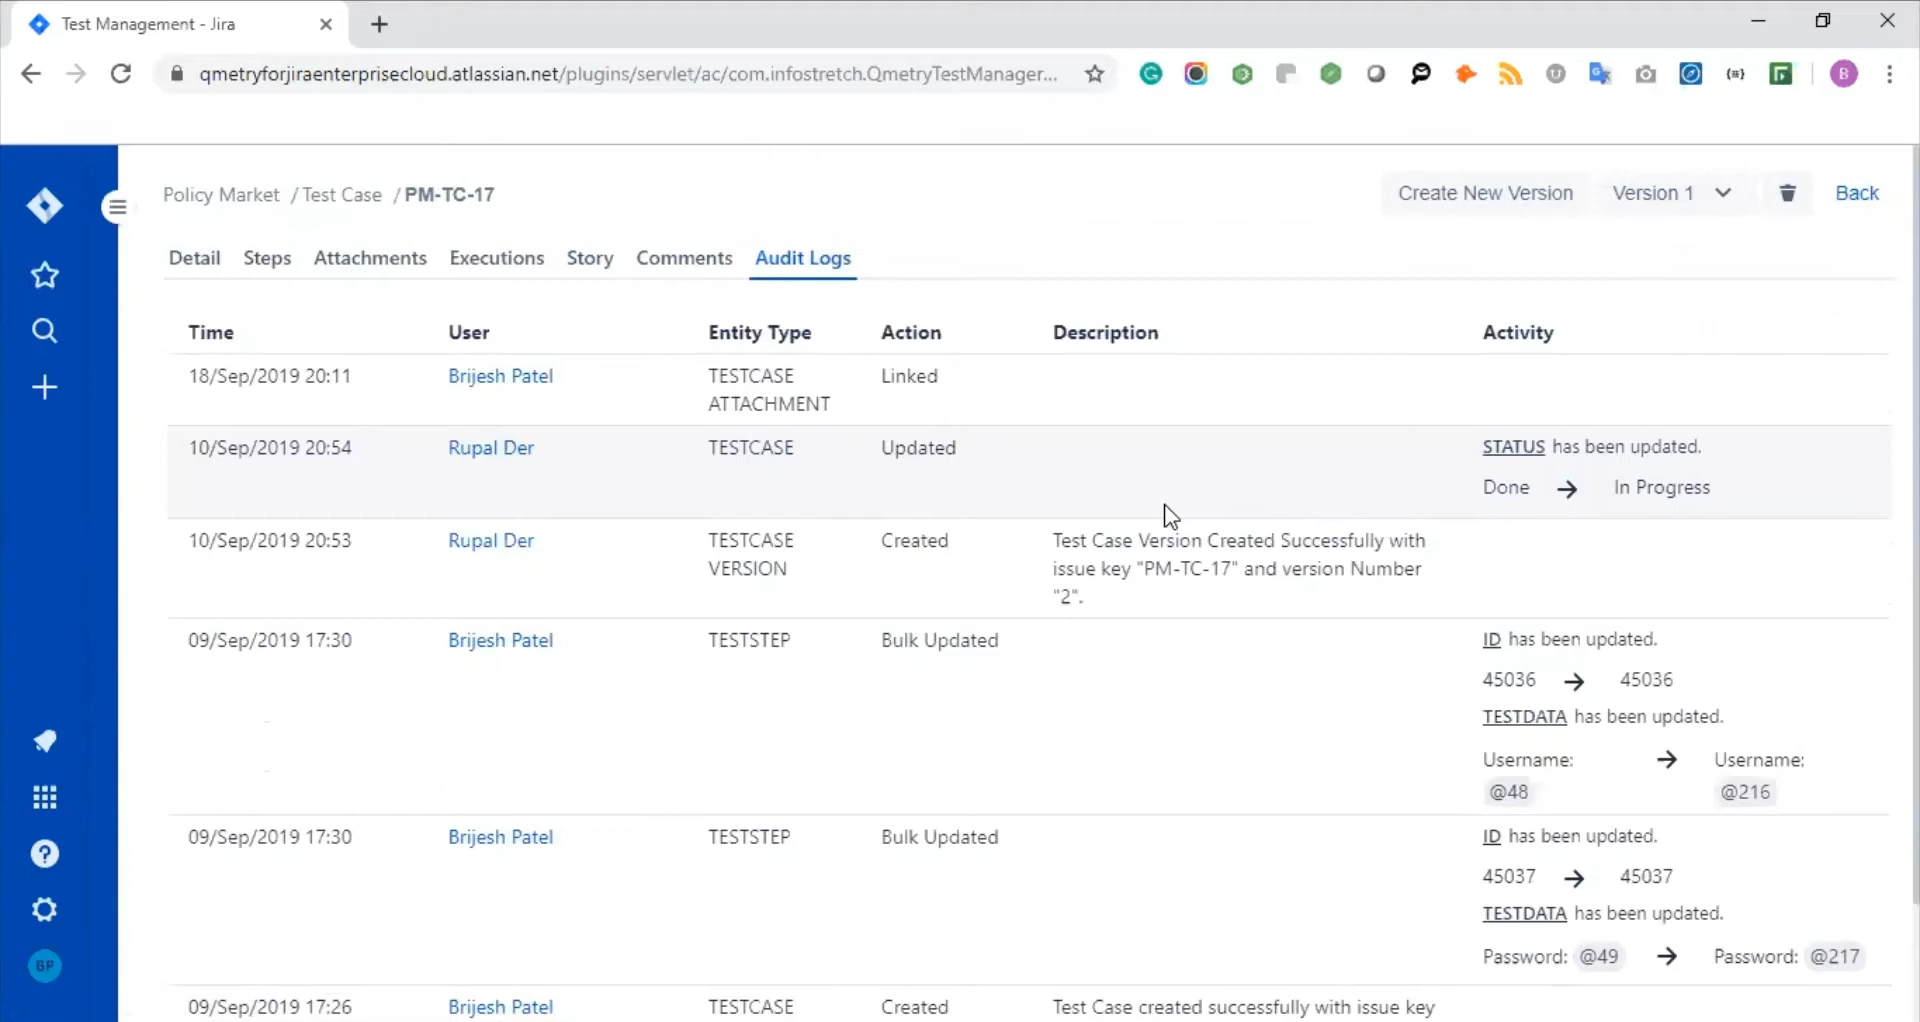 Test Management - Jira
qmetryforjiraenterprisecloud.atlassian.net/plugins/servlet/ac/com.infostretch.QmetryTestManager...
B
Policy Market / Test Case / PM-TC-17
Create New Version Version 1 Back
Detail Steps Attachments Executions Story Comments Audit Logs
Time User Entity Type Action Description Activity
18/Sep/2019 20:11 Brijesh Patel TESTCASE Linked
ATTACHMENT
10/Sep/2019 20:54 Rupal Der TESTCASE Updated STATUS has been updated.
Done → In Progress
10/Sep/2019 20:53 Rupal Der TESTCASE Created Test Case Version Created Successfully with
VERSION issue key "PM-TC-17" and version Number
"2".
09/Sep/2019 17:30 Brijesh Patel TESTSTEP Bulk Updated ID has been updated.
45036 → 45036
TESTDATA has been updated.
Username: → Username:
@48 @216
09/Sep/2019 17:30 Brijesh Patel TESTSTEP Bulk Updated ID has been updated.
45037 → 45037
TESTDATA has been updated.
Password: @49 → Password: @217
BP
09/Sep/2019 17:26 Brijesh Patel TESTCASE Created Test Case created successfully with issue key